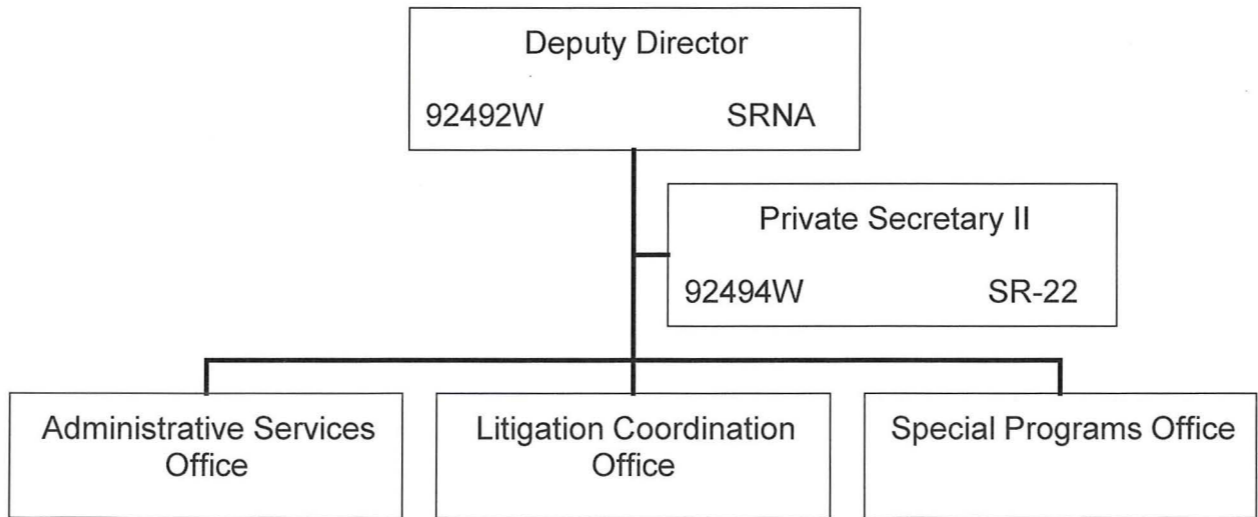 Deputy Director
92492W SRNA
Private Secretary II
92494W SR-22
Administrative Services
Office
Litigation Coordination
Office
Special Programs Office